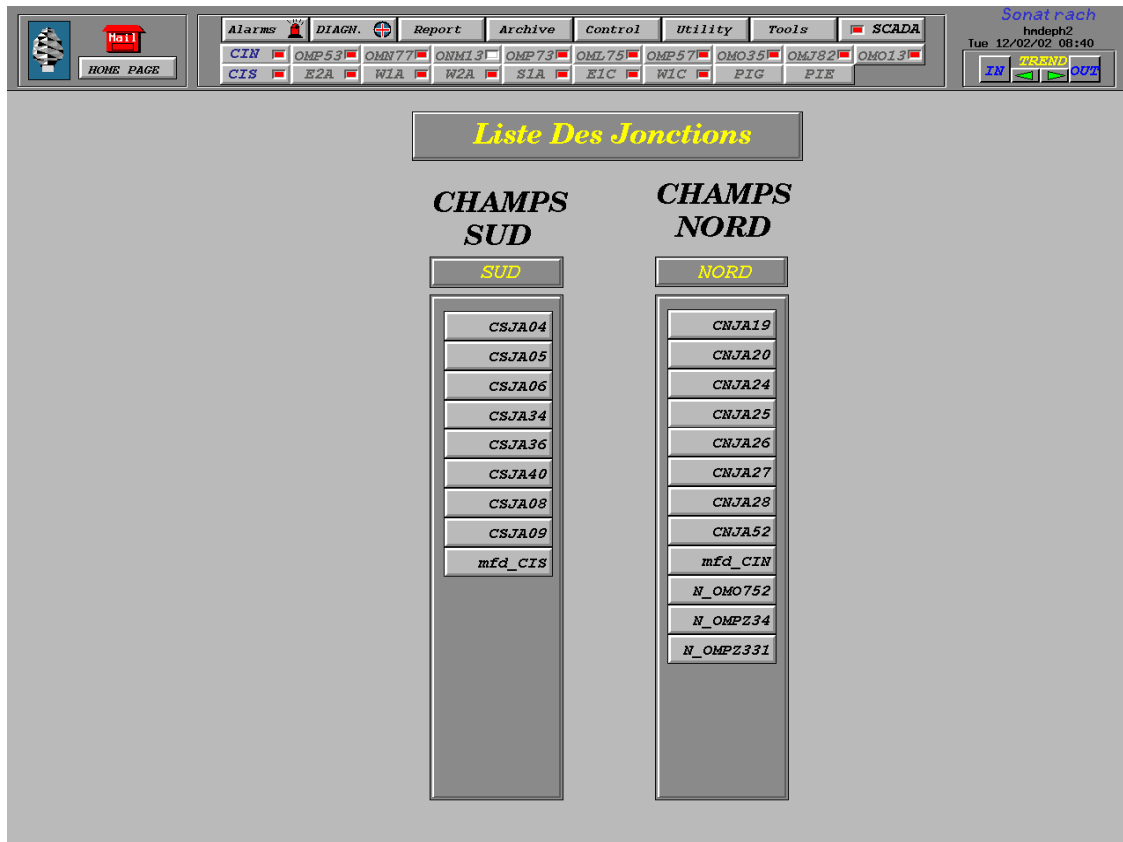 Mail
HOME PAGE
Alarms DIAGN. Report Archive Control Utility Tools SCADA
CIN OMP53 OMN77 ONM13 OMP73 OML75 OMP57 OMO35 OMJ82 OMO13
CIS E2A W1A W2A S1A E1C W1C PIG PIE
Sonatrach
hmdeph2
Tue 12/02/02 08:40
IN TREND OUT
Liste Des Jonctions
CHAMPS
SUD
SUD
CSJA04
CSJA05
CSJA06
CSJA34
CSJA36
CSJA40
CSJA08
CSJA09
mfd_CIS
CHAMPS
NORD
NORD
CNJA19
CNJA20
CNJA24
CNJA25
CNJA26
CNJA27
CNJA28
CNJA52
mfd_CIN
N_OMO752
N_OMPZ34
N_OMPZ331